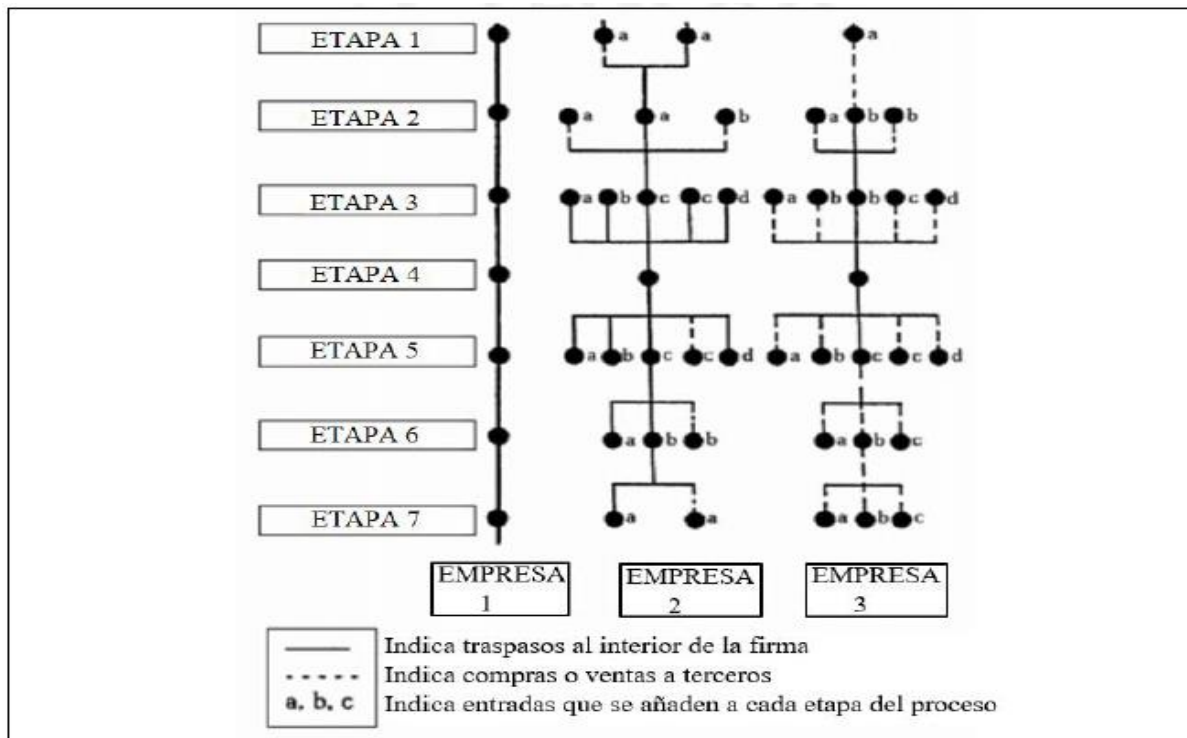 ETAPA 1
a a a
ETAPA 2
a a b a b b
ETAPA 3
a b c c d a b b c d
ETAPA 4
ETAPA 5
a b c c d a b c c d
ETAPA 6
a b b a b c
ETAPA 7
a a a b c
EMPRESA
1
EMPRESA
2
EMPRESA
3
Indica traspasos al interior de la firma
Indica compras o ventas a terceros
a, b, c Indica entradas que se añaden a cada etapa del proceso